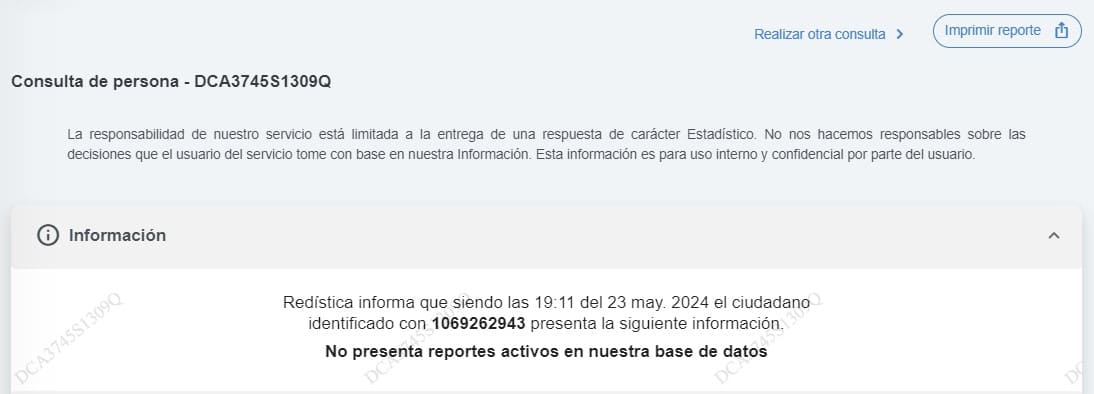 Realizar otra consulta
Imprimir reporte
Consulta de persona - DCA3745S1309Q
La responsabilidad de nuestro servicio está limitada a la entrega de una respuesta de carácter Estadístico. No nos hacemos responsables sobre las
decisiones que el usuario del servicio tome con base en nuestra Información. Esta información es para uso interno y confidencial por parte del usuario.
Información
Redística informa que siendo las 19:11 del 23 may. 2024 el ciudadano
identificado con 1069262943 presenta la siguiente información.
No presenta reportes activos en nuestra base de datos
DCA3745S1309Q
DCA3745S1309Q
DCA3745S1309Q
DC